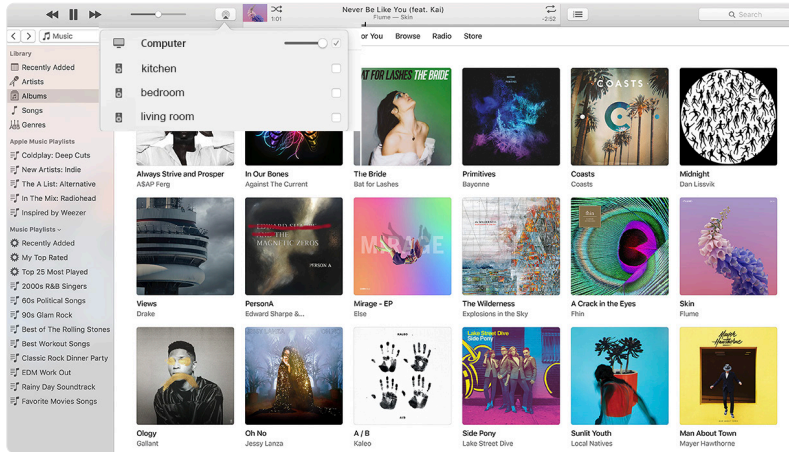 Never Be Like You (feat. Kai)
Flume — Skin
1:01
-2:52
Search
Music
or You Browse Radio Store
Computer
kitchen
bedroom
living room
Library
Recently Added
Artists
Albums
Songs
Genres
Apple Music Playlists
Coldplay: Deep Cuts
New Artists: Indie
The A List: Alternative
In The Mix: Radiohead
Inspired by Weezer
Music Playlists
Recently Added
My Top Rated
Top 25 Most Played
2000s R&B Singers
60s Political Songs
90s Glam Rock
Best of The Rolling Stones
Best Workout Songs
Classic Rock Dinner Party
EDM Work Out
Rainy Day Soundtrack
Favorite Movies Songs
BAT FOR LASHES THE BRIDE
COASTS
Always Strive and Prosper
A$AP Ferg
In Our Bones
Against The Current
The Bride
Bat for Lashes
Primitives
Bayonne
Coasts
Coasts
Midnight
Dan Lissvik
EDWARD SHARPE
AND THE
MAGNETIC ZEROS
PERSON A
MIRAGE
Views
Drake
PersonA
Edward Sharpe &...
Mirage - EP
Else
The Wilderness
Explosions in the Sky
A Crack in the Eyes
Fhin
Skin
Flume
JESSY LANZA
OH NO
KALEO
A/B
Lake Street Dive
Side Pony
Mayer
Hawthorne
Ology
Gallant
Oh No
Jessy Lanza
A / B
Kaleo
Side Pony
Lake Street Dive
Sunlit Youth
Local Natives
Man About Town
Mayer Hawthorne